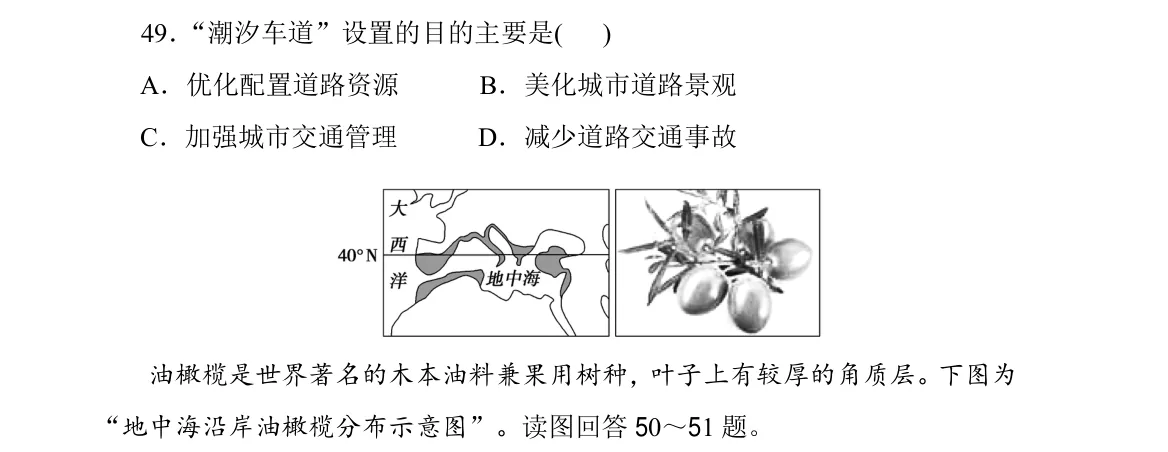 49．“潮汐车道”设置的目的主要是(　　)
A．优化配置道路资源　　B．美化城市道路景观
C．加强城市交通管理　　D．减少道路交通事故
大
西
洋
40°N
地中海
油橄榄是世界著名的木本油料兼果用树种，叶子上有较厚的角质层。下图为
“地中海沿岸油橄榄分布示意图”。读图回答 50～51 题。